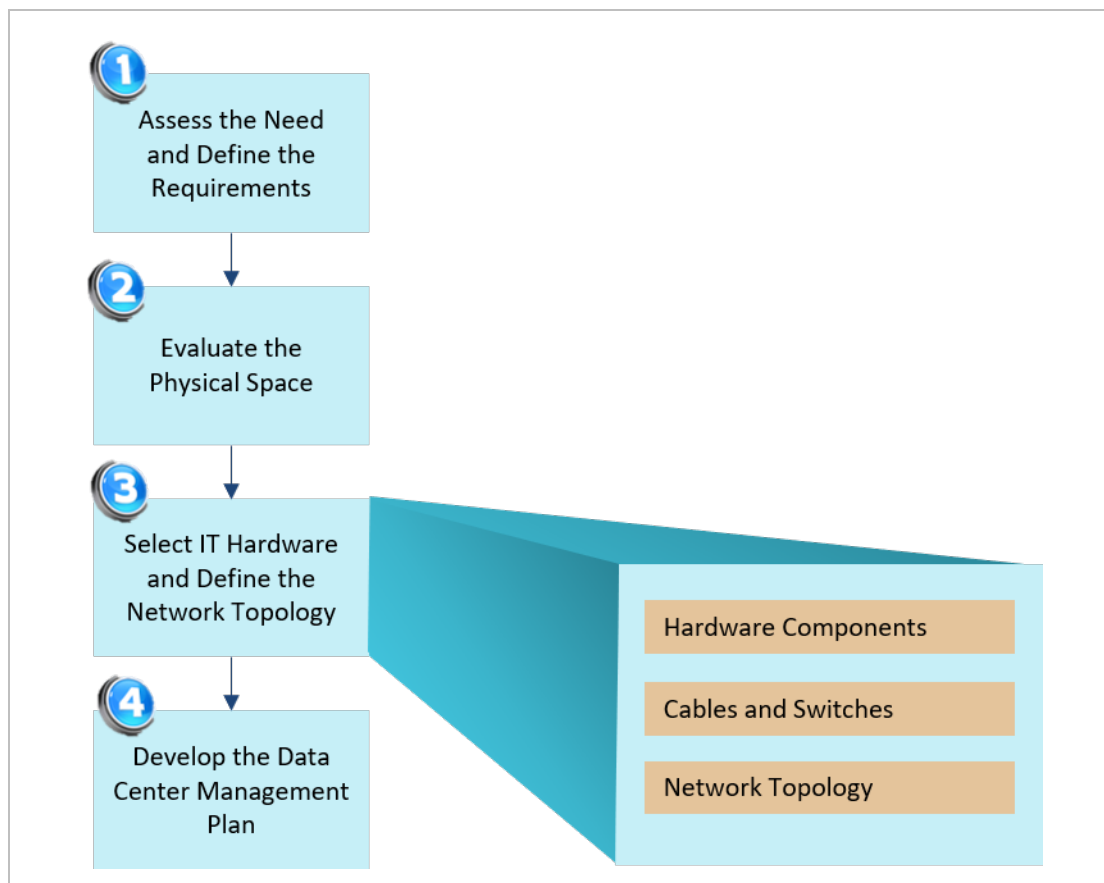 1
Assess the Need
and Define the
Requirements
2
Evaluate the
Physical Space
3
Select IT Hardware
and Define the
Network Topology
Hardware Components
Cables and Switches
Network Topology
4
Develop the Data
Center Management
Plan